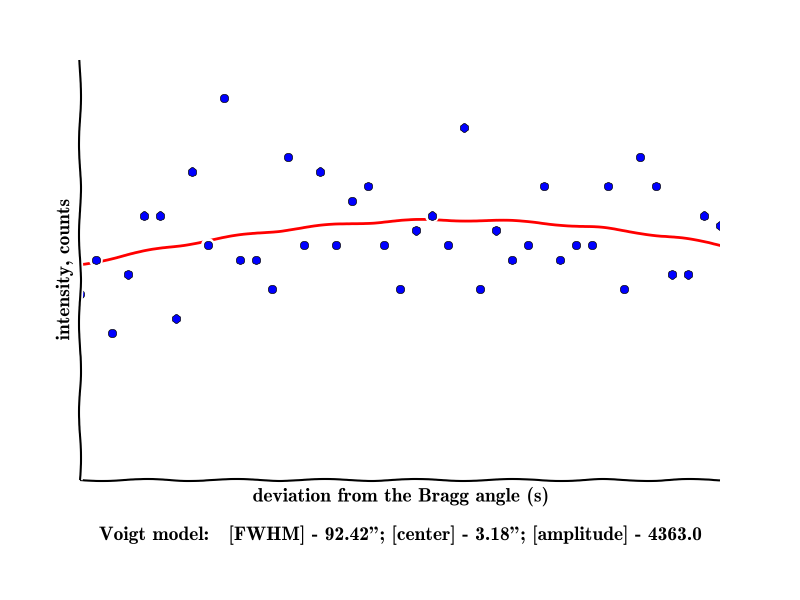 intensity, counts
deviation from the Bragg angle (s)
Voigt model: [FWHM] - 92.42”; [center] - 3.18”; [amplitude] - 4363.0